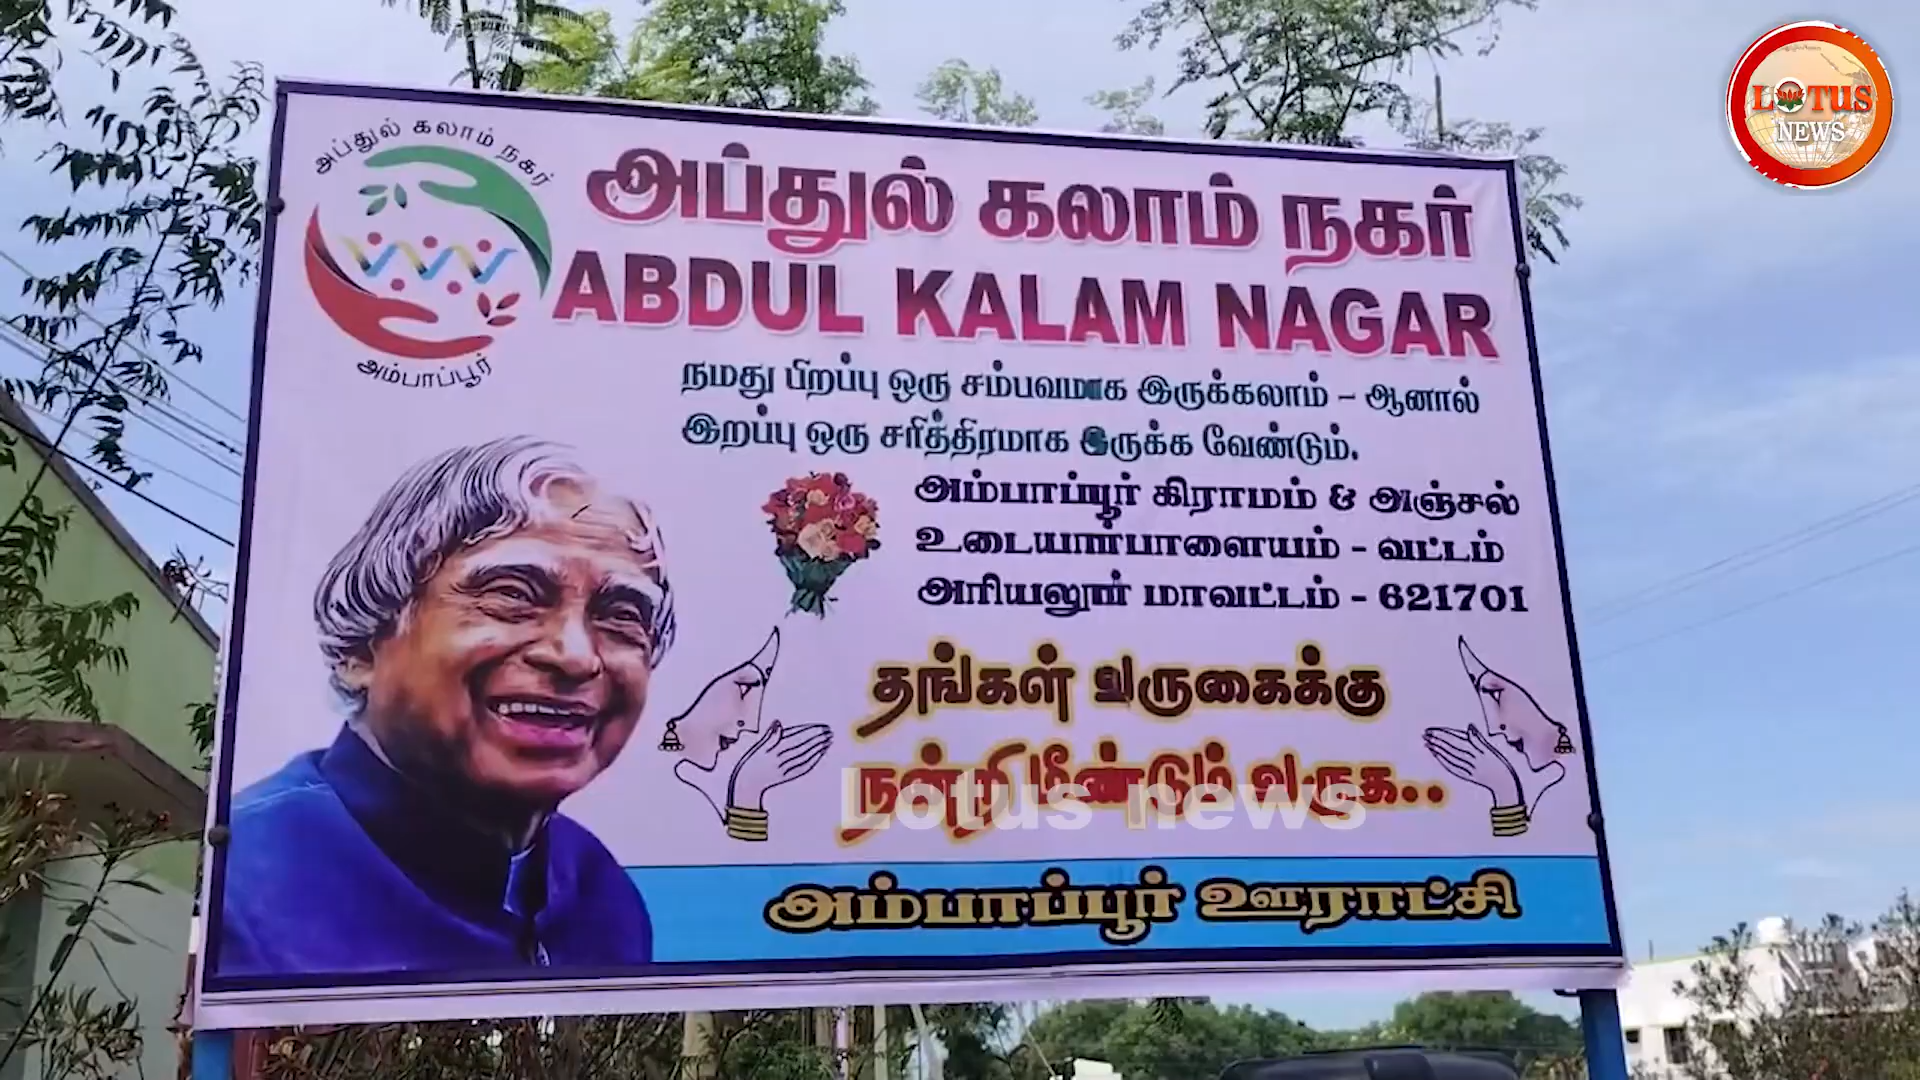 LOTUS
NEWS
அப்துல் கலாம் நகர்
அம்பாப்பூர்
அப்துல் கலாம் நகர்
ABDUL KALAM NAGAR
நமது பிறப்பு ஒரு சம்பவமாக இருக்கலாம் – ஆனால்
இறப்பு ஒரு சரித்திரமாக இருக்க வேண்டும்.
அம்பாப்பூர் கிராமம் & அஞ்சல்
உடையார்பாளையம் - வட்டம்
அரியலூர் மாவட்டம் - 621701
தங்கள் வருகைக்கு
நன்றி மீண்டும் வருக..
Lotus news
அம்பாப்பூர் ஊராட்சி